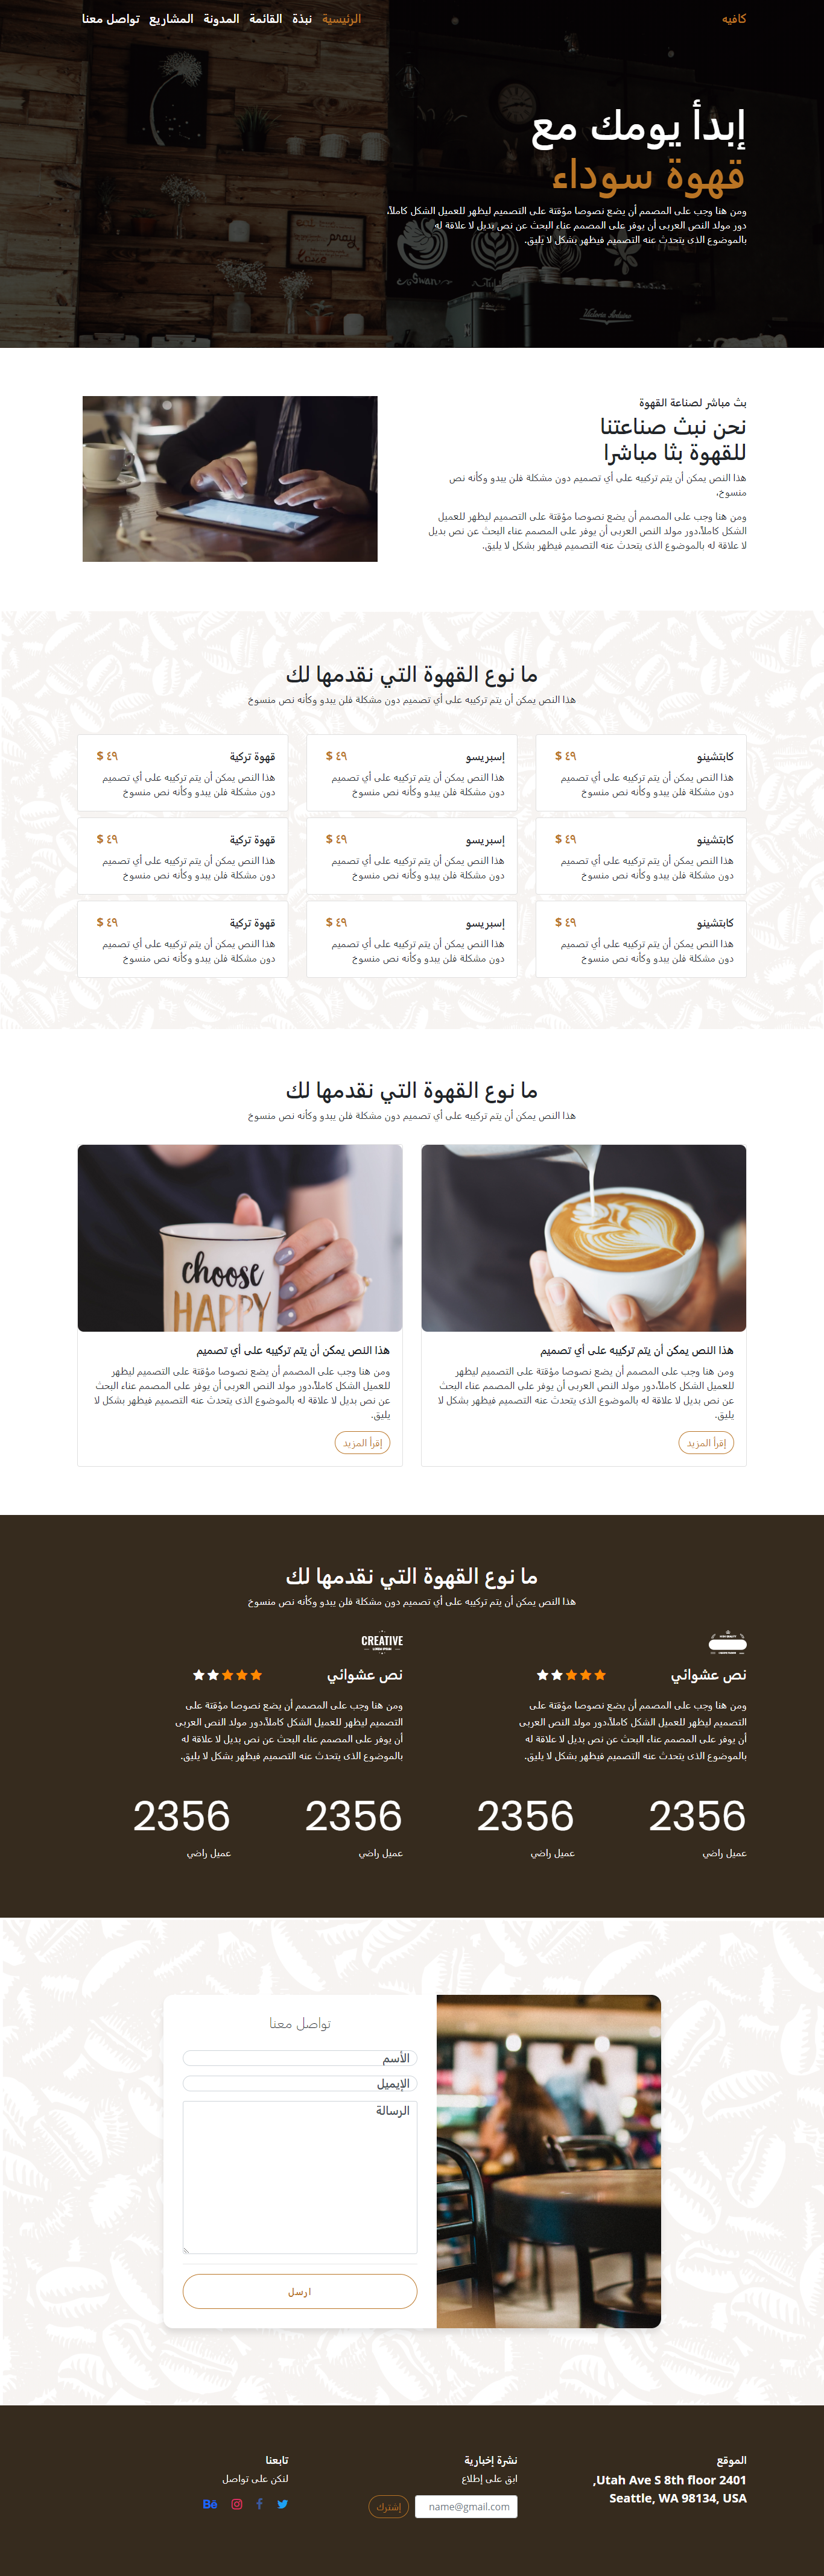 كافيه
الرئيسية نبذة القائمة المدونة المشاريع تواصل معنا
إبدأ يومك مع
قهوة سوداء
ومن هنا وجب على المصمم أن يضع نصوصا مؤقتة على التصميم ليظهر للعميل الشكل كاملاً،
دور مولد النص العربى أن يوفر على المصمم عناء البحث عن نص بديل لا علاقة له
بالموضوع الذى يتحدث عنه التصميم فيظهر بشكل لا يليق.
eat
pray
love
Swan
Victoria Arduino
بث مباشر لصناعة القهوة
نحن نبث صناعتنا
للقهوة بثا مباشرا
هذا النص يمكن أن يتم تركيبه على أي تصميم دون مشكلة فلن يبدو وكأنه نص
منسوخ،
ومن هنا وجب على المصمم أن يضع نصوصا مؤقتة على التصميم ليظهر للعميل
الشكل كاملاً،دور مولد النص العربى أن يوفر على المصمم عناء البحث عن نص بديل
لا علاقة له بالموضوع الذى يتحدث عنه التصميم فيظهر بشكل لا يليق.
ما نوع القهوة التي نقدمها لك
هذا النص يمكن أن يتم تركيبه على أي تصميم دون مشكلة فلن يبدو وكأنه نص منسوخ
كابتشينو ٤٩ $
هذا النص يمكن أن يتم تركيبه على أي تصميم
دون مشكلة فلن يبدو وكأنه نص منسوخ
إسبريسو ٤٩ $
هذا النص يمكن أن يتم تركيبه على أي تصميم
دون مشكلة فلن يبدو وكأنه نص منسوخ
قهوة تركية ٤٩ $
هذا النص يمكن أن يتم تركيبه على أي تصميم
دون مشكلة فلن يبدو وكأنه نص منسوخ
كابتشينو ٤٩ $
هذا النص يمكن أن يتم تركيبه على أي تصميم
دون مشكلة فلن يبدو وكأنه نص منسوخ
إسبريسو ٤٩ $
هذا النص يمكن أن يتم تركيبه على أي تصميم
دون مشكلة فلن يبدو وكأنه نص منسوخ
قهوة تركية ٤٩ $
هذا النص يمكن أن يتم تركيبه على أي تصميم
دون مشكلة فلن يبدو وكأنه نص منسوخ
كابتشينو ٤٩ $
هذا النص يمكن أن يتم تركيبه على أي تصميم
دون مشكلة فلن يبدو وكأنه نص منسوخ
إسبريسو ٤٩ $
هذا النص يمكن أن يتم تركيبه على أي تصميم
دون مشكلة فلن يبدو وكأنه نص منسوخ
قهوة تركية ٤٩ $
هذا النص يمكن أن يتم تركيبه على أي تصميم
دون مشكلة فلن يبدو وكأنه نص منسوخ
ما نوع القهوة التي نقدمها لك
هذا النص يمكن أن يتم تركيبه على أي تصميم دون مشكلة فلن يبدو وكأنه نص منسوخ
هذا النص يمكن أن يتم تركيبه على أي تصميم
ومن هنا وجب على المصمم أن يضع نصوصا مؤقتة على التصميم ليظهر
للعميل الشكل كاملاً،دور مولد النص العربى أن يوفر على المصمم عناء البحث
عن نص بديل لا علاقة له بالموضوع الذى يتحدث عنه التصميم فيظهر بشكل لا
يليق.
إقرأ المزيد
choose
HAPPY
هذا النص يمكن أن يتم تركيبه على أي تصميم
ومن هنا وجب على المصمم أن يضع نصوصا مؤقتة على التصميم ليظهر
للعميل الشكل كاملاً،دور مولد النص العربى أن يوفر على المصمم عناء البحث
عن نص بديل لا علاقة له بالموضوع الذى يتحدث عنه التصميم فيظهر بشكل لا
يليق.
إقرأ المزيد
ما نوع القهوة التي نقدمها لك
هذا النص يمكن أن يتم تركيبه على أي تصميم دون مشكلة فلن يبدو وكأنه نص منسوخ
نص عشوائي
ومن هنا وجب على المصمم أن يضع نصوصا مؤقتة على
التصميم ليظهر للعميل الشكل كاملاً،دور مولد النص العربى
أن يوفر على المصمم عناء البحث عن نص بديل لا علاقة له
بالموضوع الذى يتحدث عنه التصميم فيظهر بشكل لا يليق.
CREATIVE
نص عشوائي
ومن هنا وجب على المصمم أن يضع نصوصا مؤقتة على
التصميم ليظهر للعميل الشكل كاملاً،دور مولد النص العربى
أن يوفر على المصمم عناء البحث عن نص بديل لا علاقة له
بالموضوع الذى يتحدث عنه التصميم فيظهر بشكل لا يليق.
2356 2356 2356 2356
عميل راضي عميل راضي عميل راضي عميل راضي
تواصل معنا
الأسم
الإيميل
الرسالة
ارسل
الموقع
2401 Utah Ave S 8th floor,
Seattle, WA 98134, USA
نشرة إخبارية
ابق على إطلاع
name@gmail.com
إشترك
تابعنا
لنكن على تواصل
Bē